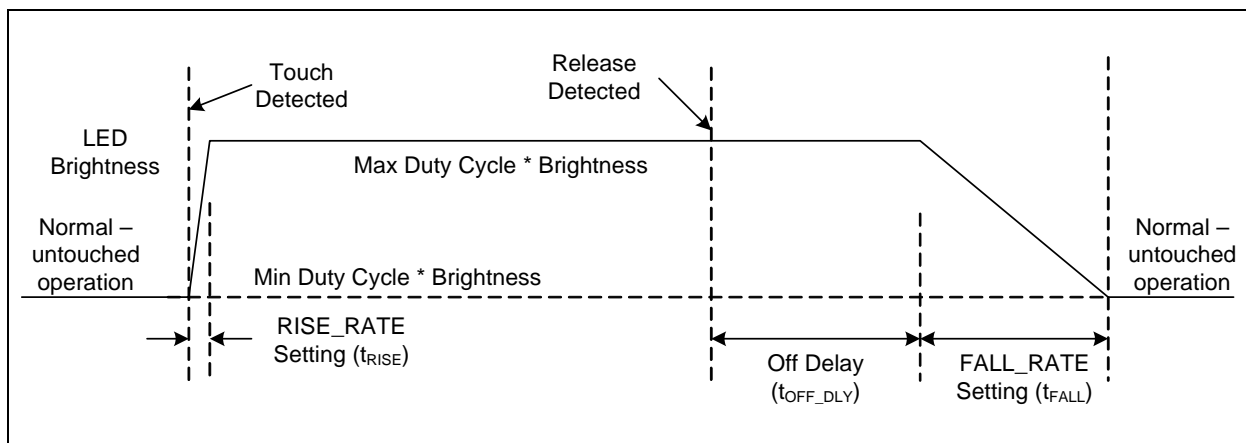 Touch
Detected
Release
Detected
LED
Brightness
Max Duty Cycle * Brightness
Normal –
untouched
operation
Min Duty Cycle * Brightness
Normal –
untouched
operation
RISE_RATE
Setting (tRISE)
Off Delay
(tOFF_DLY)
FALL_RATE
Setting (tFALL)